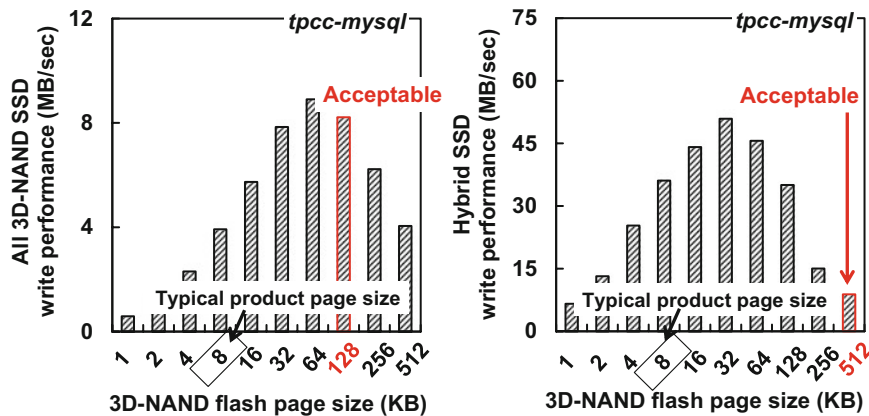 All 3D-NAND SSD
write performance (MB/sec)
12
8
4
0
tpcc-mysql
Acceptable
Typical product page size
1
2
4
8
16
32
64
128
256
512
3D-NAND flash page size (KB)
Hybrid SSD
write performance (MB/sec)
75
60
45
30
15
0
tpcc-mysql
Acceptable
Typical product page size
1
2
4
8
16
32
64
128
256
512
3D-NAND flash page size (KB)